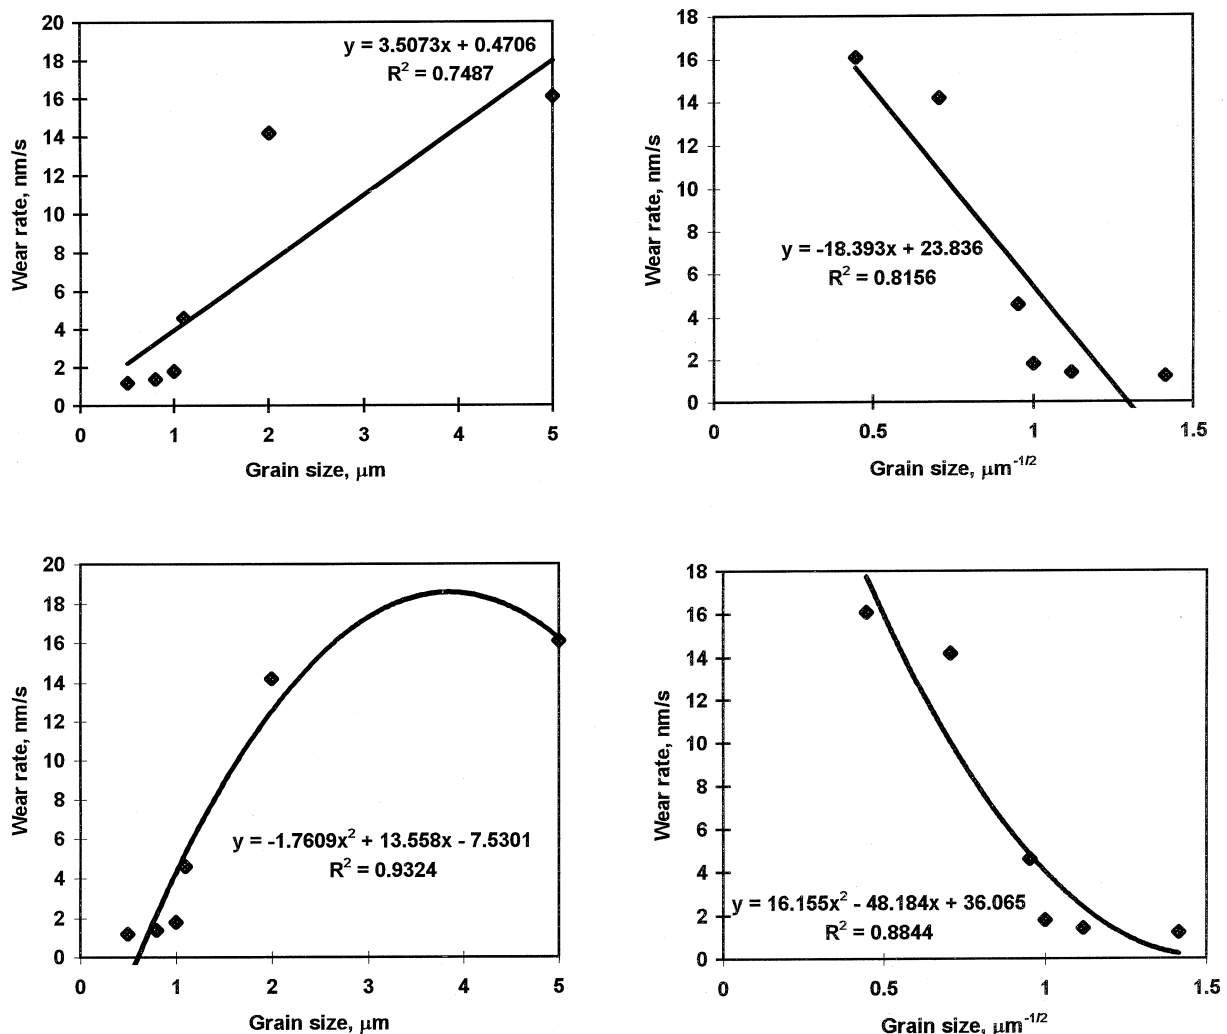 20
18
16
14
12
10
8
6
4
2
0
Wear rate, nm/s
y = 3.5073x + 0.4706
R² = 0.7487
0 1 2 3 4 5
Grain size, μm
18
16
14
12
10
8
6
4
2
0
Wear rate, nm/s
y = -18.393x + 23.836
R² = 0.8156
0 0.5 1 1.5
Grain size, μm⁻¹/²
20
18
16
14
12
10
8
6
4
2
0
Wear rate, nm/s
y = -1.7609x² + 13.558x - 7.5301
R² = 0.9324
0 1 2 3 4 5
Grain size, μm
18
16
14
12
10
8
6
4
2
0
Wear rate, nm/s
y = 16.155x² - 48.184x + 36.065
R² = 0.8844
0 0.5 1 1.5
Grain size, μm⁻¹/²